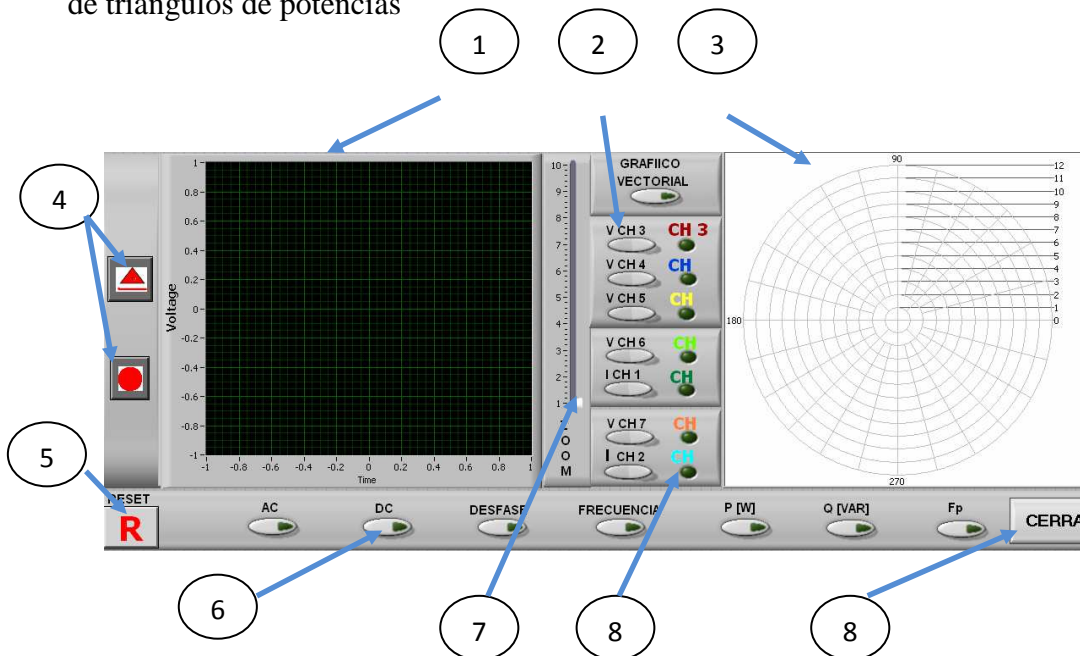 de triángulos de potencias
1 2 3
GRAFIICO
VECTORIAL
V CH 3 CH 3
V CH 4 CH
V CH 5 CH
V CH 6 CH
I CH 1 CH
V CH 7 CH
I CH 2 CH
Voltage
1
0.8
0.6
0.4
0.2
0
-0.2
-0.4
-0.6
-0.8
-1
-1 -0.8 -0.6 -0.4 -0.2 0 0.2 0.4 0.6 0.8 1
Time
10
9
8
7
6
5
4
3
2
1
O
O
M
90
180
270
12
11
10
9
8
7
6
5
4
3
2
1
0
4
5
RESET
R
AC DC DESFASE FRECUENCIA P [W] Q [VAR] Fp CERRA
6 7 8 8